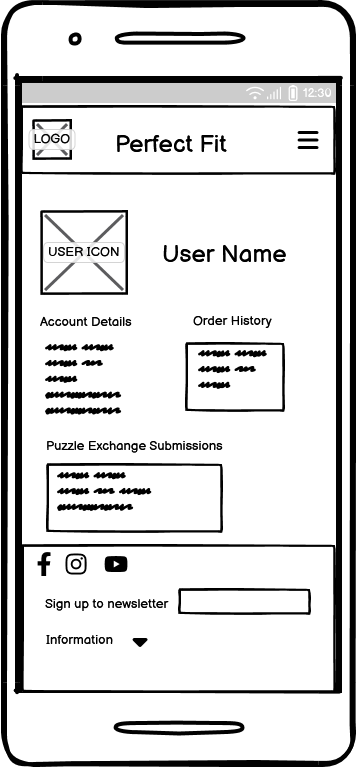 12:30
LOGO
Perfect Fit
USER ICON
User Name
Account Details
Order History
Puzzle Exchange Submissions
Sign up to newsletter
Information